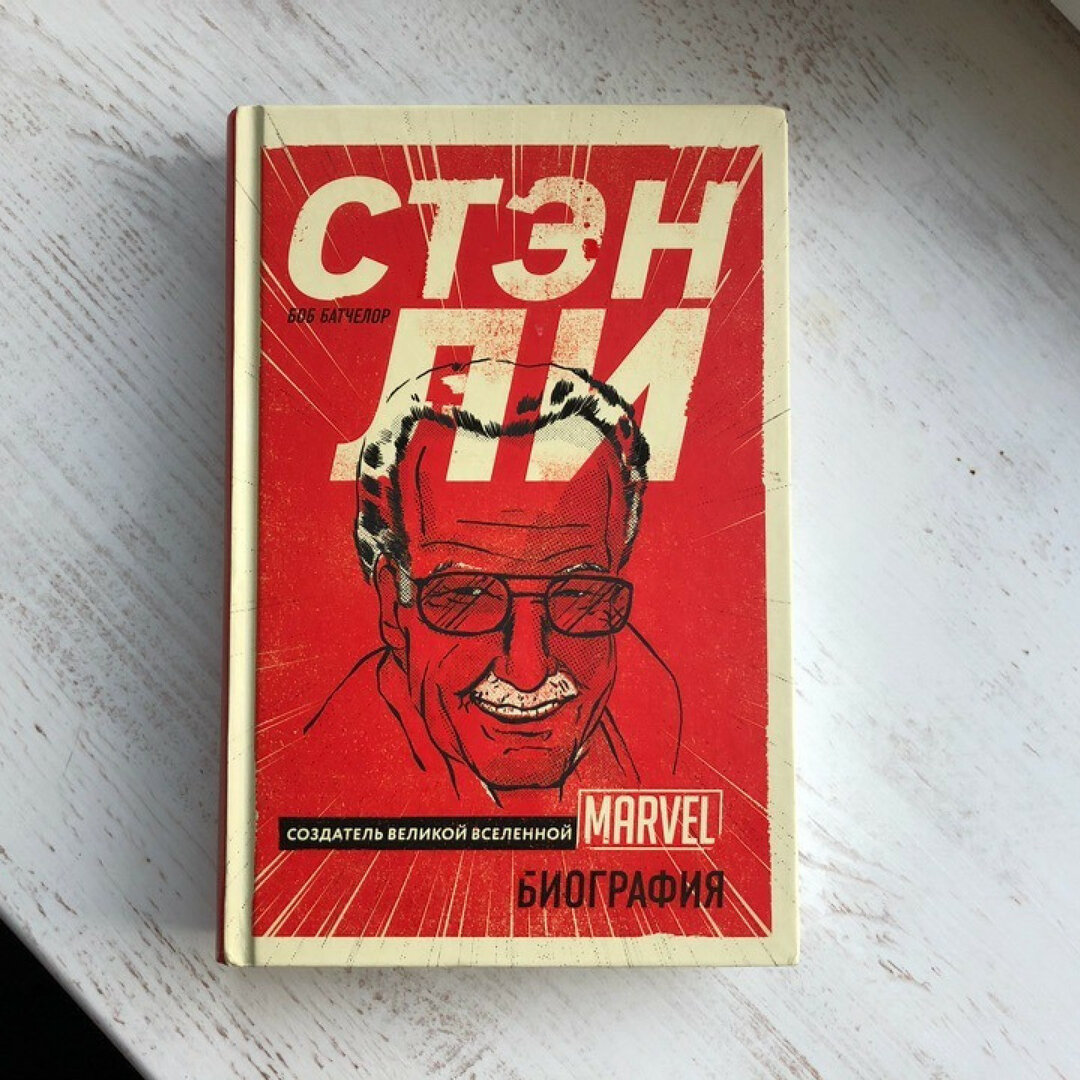 СТЭН
БОБ БАТЧЕЛОР
ЛИ
СОЗДАТЕЛЬ ВЕЛИКОЙ ВСЕЛЕННОЙ
MARVEL
БИОГРАФИЯ